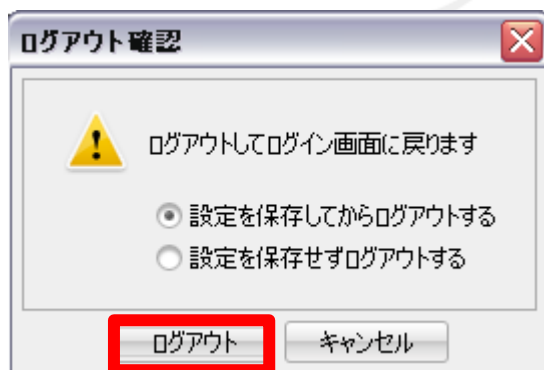 ログアウト確認
ログアウトしてログイン画面に戻ります
設定を保存してからログアウトする
設定を保存せずログアウトする
ログアウト
キャンセル